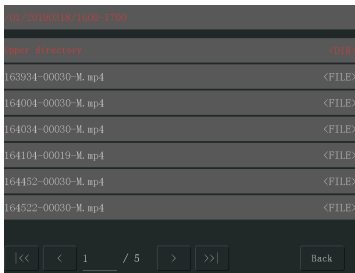 Upper directory <DIR>
163934-00030-M.mp4 <FILE>
164004-00030-M.mp4 <FILE>
164034-00030-M.mp4 <FILE>
164104-00019-M.mp4 <FILE>
164452-00030-M.mp4 <FILE>
164522-00030-M.mp4 <FILE>
|<< < 1 / 5 > >>| Back